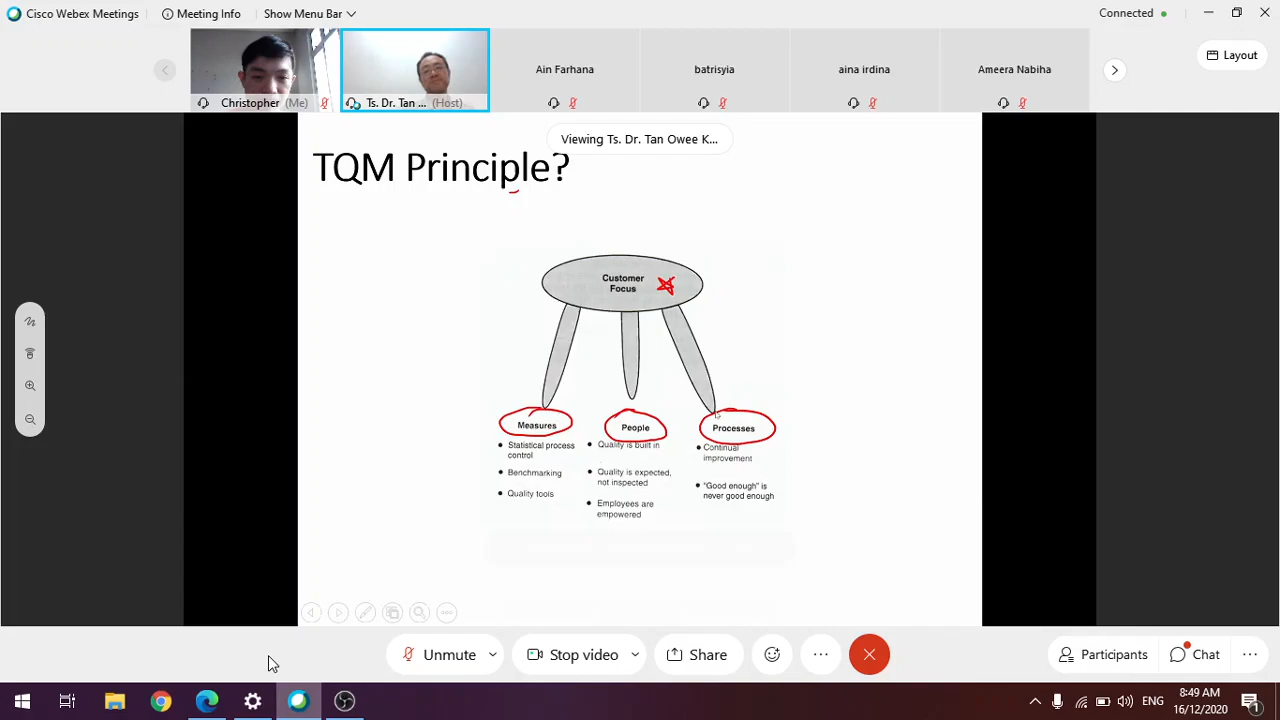 Cisco Webex Meetings
Meeting Info
Show Menu Bar
Connected
Christopher (Me)
Ts. Dr. Tan ... (Host)
Ain Farhana
batrisyia
aina irdina
Ameera Nabiha
Layout
Viewing Ts. Dr. Tan Owee K...
TQM Principle?
Customer
Focus
Measures
• Statistical process
control
• Benchmarking
• Quality tools
People
• Quality is built in
• Quality is expected,
not inspected
• Employees are
empowered
Processes
• Continual
improvement
• "Good enough" is
never good enough
Unmute
Stop video
Share
Participants
Chat
ENG
8:49 AM
16/12/2020
1